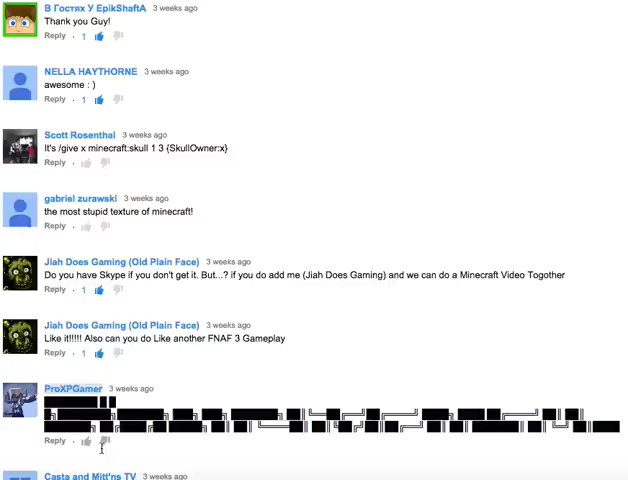 В Гостях У EpikShaftA 3 weeks ago
Thank you Guy!
Reply · 1
NELLA HAYTHORNE 3 weeks ago
awesome : )
Reply · 1
Scott Rosenthal 3 weeks ago
It's /give x minecraft:skull 1 3 {SkullOwner:x}
Reply ·
gabriel zurawski 3 weeks ago
the most stupid texture of minecraft!
Reply ·
Jiah Does Gaming (Old Plain Face) 3 weeks ago
Do you have Skype if you don't get it. But...? if you do add me (Jiah Does Gaming) and we can do a Minecraft Video Togother
Reply · 1
Jiah Does Gaming (Old Plain Face) 3 weeks ago
Like it!!!!! Also can you do Like another FNAF 3 Gameplay
Reply · 1
ProXPGamer 3 weeks ago
Reply ·
Casta and Mitt'ns TV 3 weeks ago